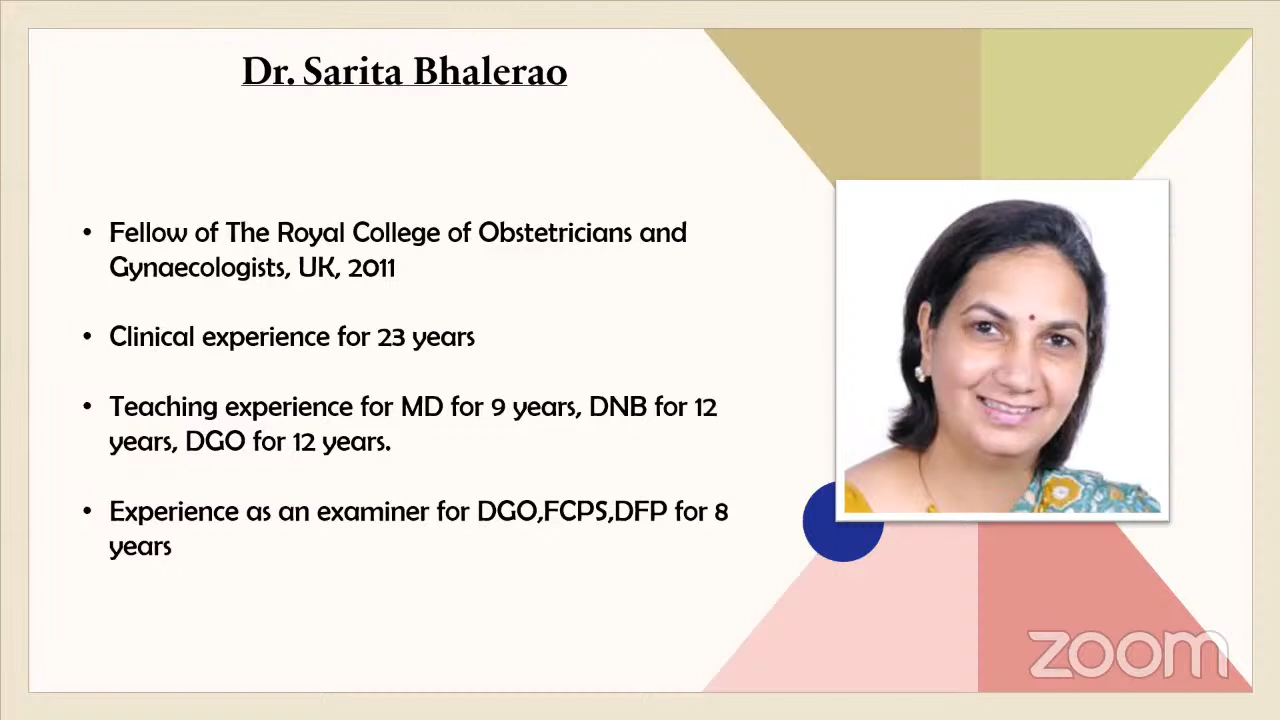 Dr. Sarita Bhalerao
• Fellow of The Royal College of Obstetricians and
Gynaecologists, UK, 2011
• Clinical experience for 23 years
• Teaching experience for MD for 9 years, DNB for 12
years, DGO for 12 years.
• Experience as an examiner for DGO,FCPS,DFP for 8
years
zoom